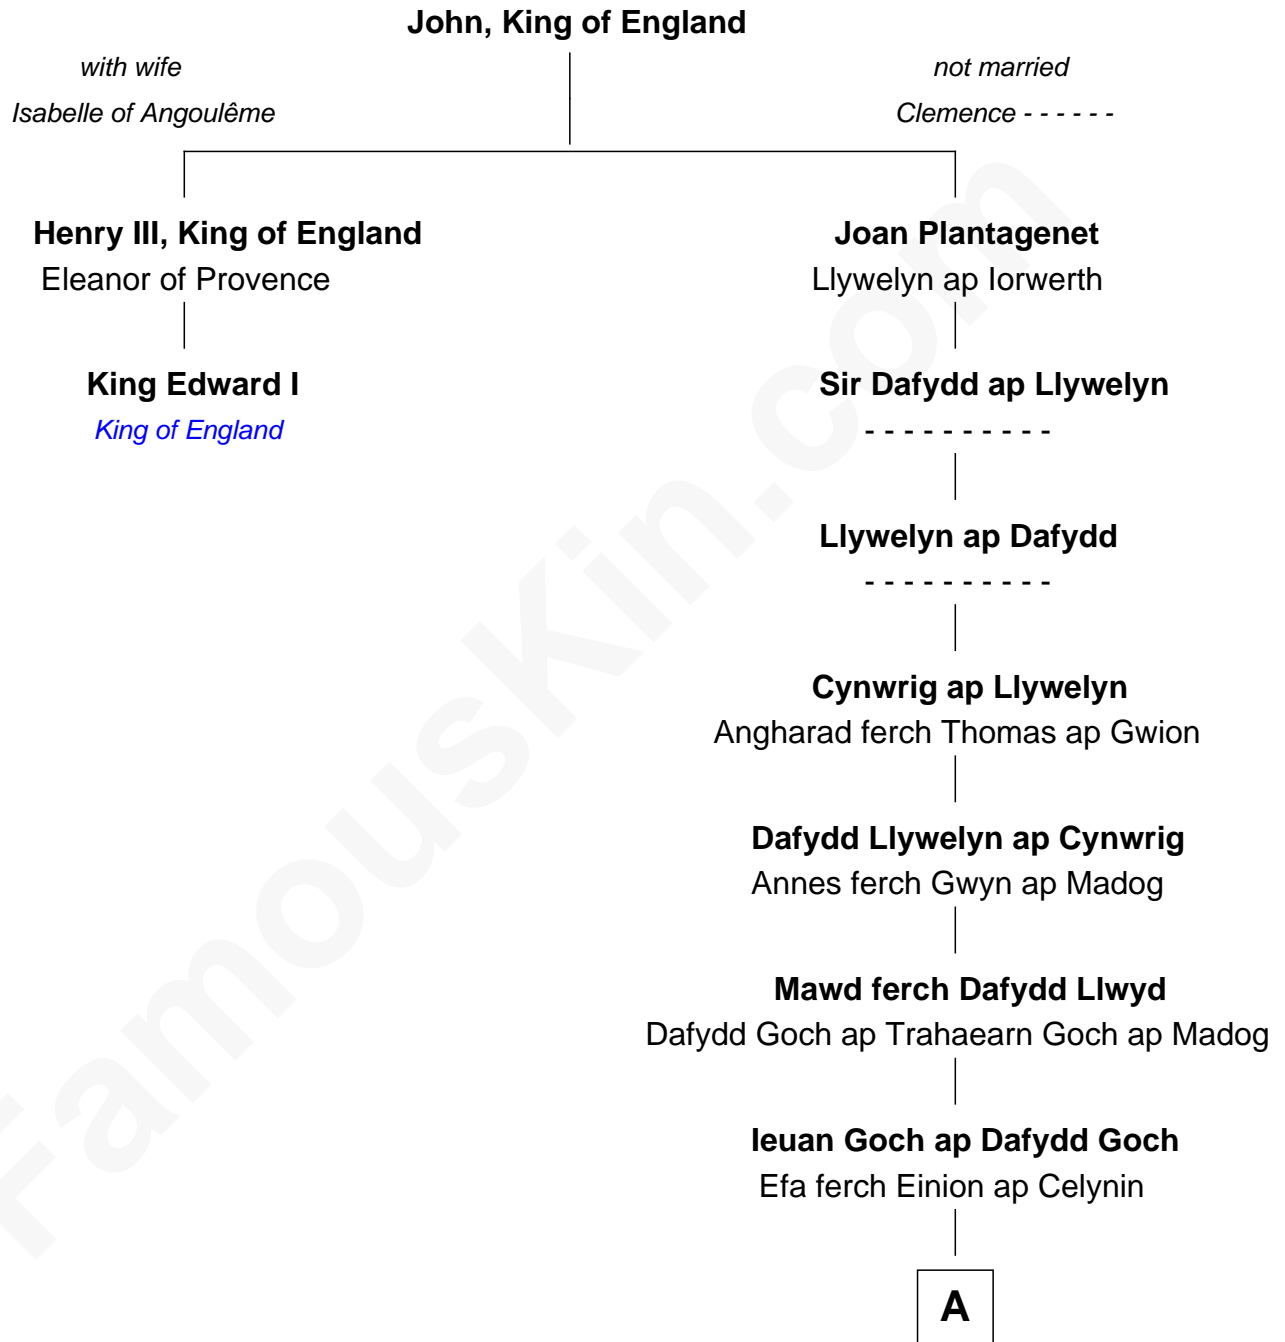 John, King of England
with wife
Isabelle of Angoulême
not married
Clemence - - - - - -
Henry III, King of England
Eleanor of Provence
Joan Plantagenet
Llywelyn ap Iorwerth
King Edward I
King of England
Sir Dafydd ap Llywelyn
- - - - - - - - - -
Llywelyn ap Dafydd
- - - - - - - - - -
Cynwrig ap Llywelyn
Angharad ferch Thomas ap Gwion
Dafydd Llywelyn ap Cynwrig
Annes ferch Gwyn ap Madog
Mawd ferch Dafydd Llwyd
Dafydd Goch ap Trahaearn Goch ap Madog
Ieuan Goch ap Dafydd Goch
Efa ferch Einion ap Celynin
A
FamousKin.com